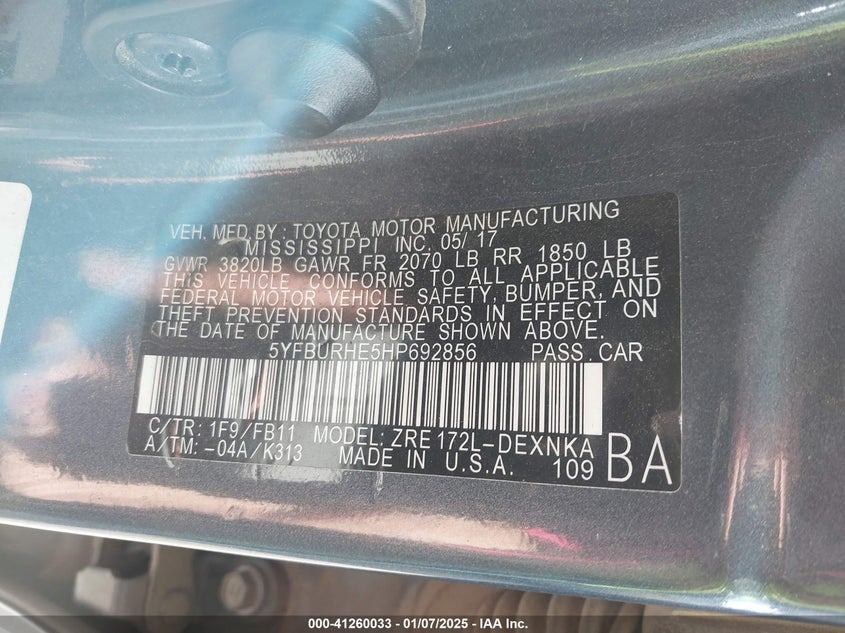 VEH. MFD. BY : TOYOTA MOTOR MANUFACTURING
MISSISSIPPI INC. 05/17
GVWR 3820LB GAWR FR 2070 LB RR 1850 LB
THIS VEHICLE CONFORMS TO ALL APPLICABLE
FEDERAL MOTOR VEHICLE SAFETY, BUMPER, AND
THEFT PREVENTION STANDARDS IN EFFECT ON
THE DATE OF MANUFACTURE SHOWN ABOVE.
5YFBURHE5HP692856 PASS. CAR
C/TR: 1F9/FB11 MODEL: ZRE172L-DEXNKA
A/TM: -04A/K313 MADE IN U.S.A. 109 BA
000-41260033 - 01/07/2025 - IAA Inc.